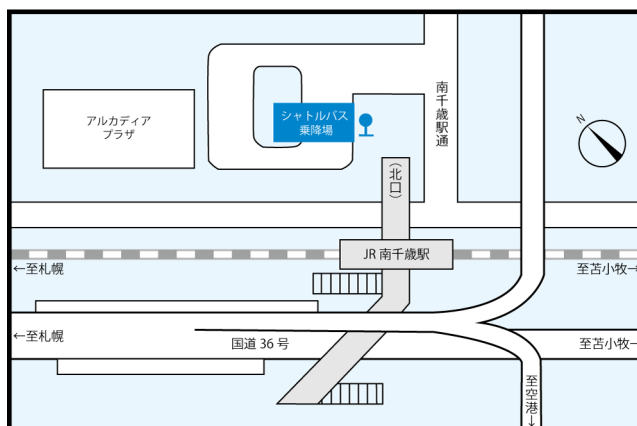 アルカディア
プラザ
シャトルバス
乗降場
南千歳駅通
N
(北口)
JR 南千歳駅
←至札幌
至苫小牧→
←至札幌
国道 36 号
至苫小牧→
至空港→